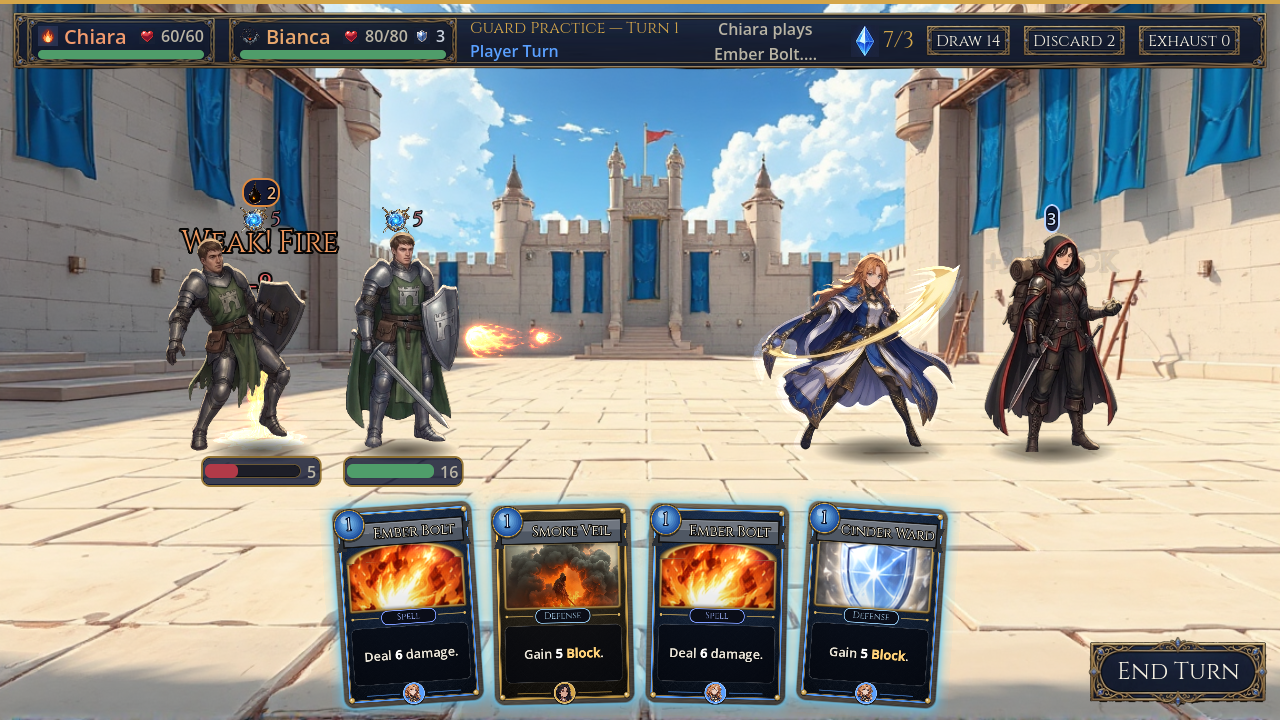 Chiara 60/60
Bianca 80/80 3
GUARD PRACTICE — TURN 1
Player Turn
Chiara plays
Ember Bolt....
7/3
DRAW 14
DISCARD 2
EXHAUST 0
2
5
WEAK! FIRE
-9
5
3
5
16
1
EMBER BOLT
SPELL
Deal 6 damage.
1
SMOKE VEIL
DEFENSE
Gain 5 Block.
1
EMBER BOLT
SPELL
Deal 6 damage.
1
CINDER WARD
DEFENSE
Gain 5 Block.
END TURN